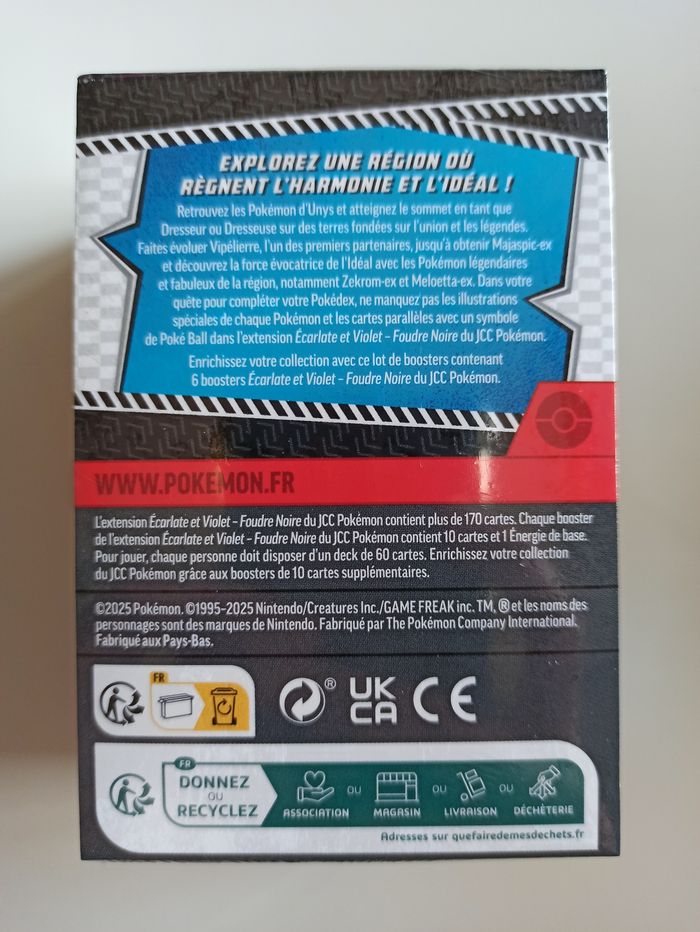 EXPLOREZ UNE RÉGION OÙ
RÈGNENT L'HARMONIE ET L'IDÉAL !
Retrouvez les Pokémon d'Unys et atteignez le sommet en tant que
Dresseur ou Dresseuse sur des terres fondées sur l'union et les légendes.
Faites évoluer Vipélierre, l'un des premiers partenaires, jusqu'à obtenir Majaspic-ex
et découvrez la force évocatrice de l'Idéal avec les Pokémon légendaires
et fabuleux de la région, notamment Zekrom-ex et Meloetta-ex. Dans votre
quête pour compléter votre Pokédex, ne manquez pas les illustrations
spéciales de chaque Pokémon et les cartes parallèles avec un symbole
de Poké Ball dans l'extension Écarlate et Violet – Foudre Noire du JCC Pokémon.
Enrichissez votre collection avec ce lot de boosters contenant
6 boosters Écarlate et Violet – Foudre Noire du JCC Pokémon.
WWW.POKEMON.FR
L'extension Écarlate et Violet – Foudre Noire du JCC Pokémon contient plus de 170 cartes. Chaque booster
de l'extension Écarlate et Violet – Foudre Noire du JCC Pokémon contient 10 cartes et 1 Énergie de base.
Pour jouer, chaque personne doit disposer d'un deck de 60 cartes. Enrichissez votre collection
du JCC Pokémon grâce aux boosters de 10 cartes supplémentaires.
©2025 Pokémon. ©1995–2025 Nintendo/Creatures Inc./GAME FREAK inc. TM, ® et les noms des
personnages sont des marques de Nintendo. Fabriqué par The Pokémon Company International.
Fabriqué aux Pays-Bas.
FR
® UK CA CE
FR
DONNEZ
OU
RECYCLEZ
ASSOCIATION OU MAGASIN OU LIVRAISON OU DÉCHÈTERIE
Adresses sur quefairedemesdechets.fr